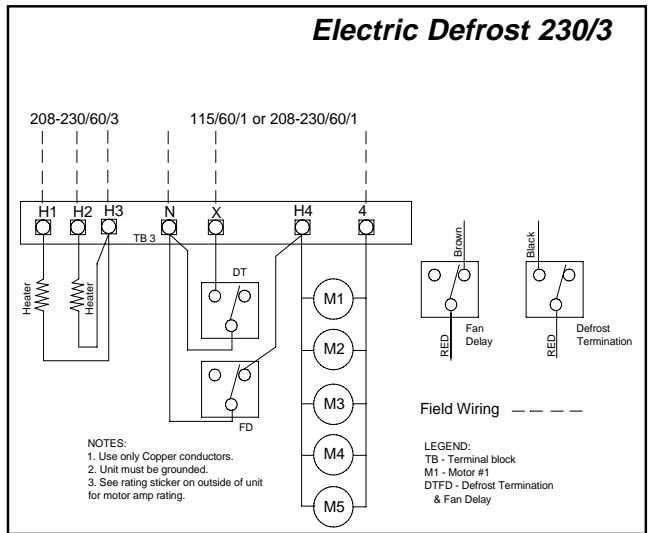 Electric Defrost 230/3
208-230/60/3
115/60/1 or 208-230/60/1
H1 H2 H3 N X H4 4
TB 3
Heater
Heater
DT
FD
M1
M2
M3
M4
M5
Brown
RED
Fan
Delay
Black
RED
Defrost
Termination
Field Wiring
NOTES:
1. Use only Copper conductors.
2. Unit must be grounded.
3. See rating sticker on outside of unit
for motor amp rating.
LEGEND:
TB - Terminal block
M1 - Motor #1
DTFD - Defrost Termination
& Fan Delay